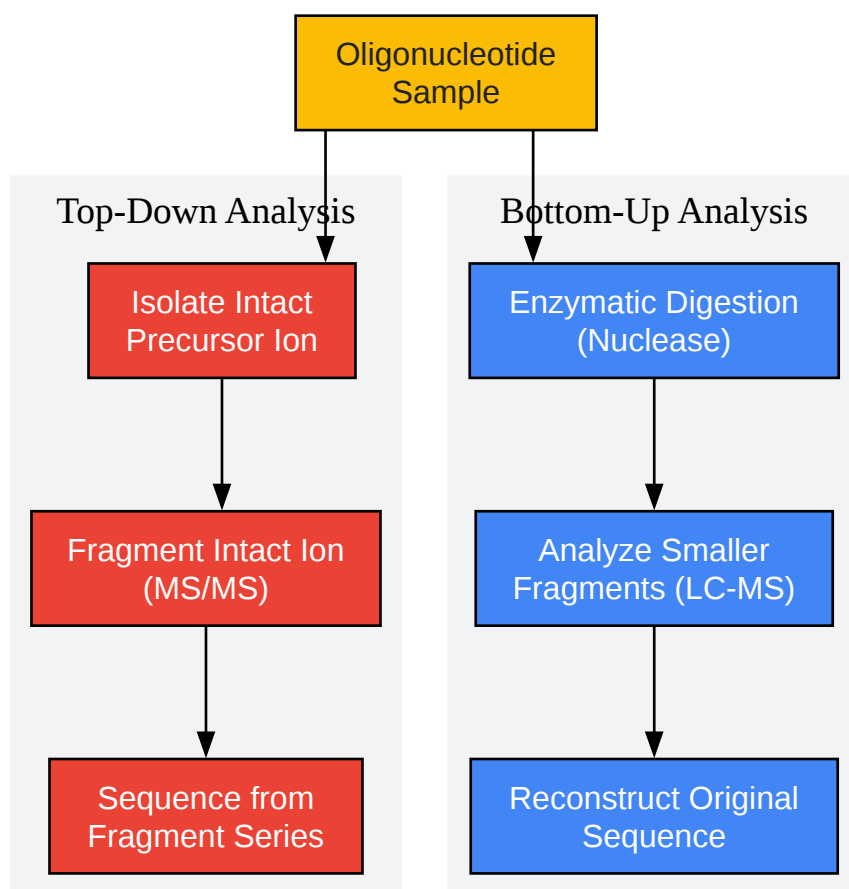 Oligonucleotide
Sample
Top-Down Analysis
Isolate Intact
Precursor Ion
Fragment Intact Ion
(MS/MS)
Sequence from
Fragment Series
Bottom-Up Analysis
Enzymatic Digestion
(Nuclease)
Analyze Smaller
Fragments (LC-MS)
Reconstruct Original
Sequence